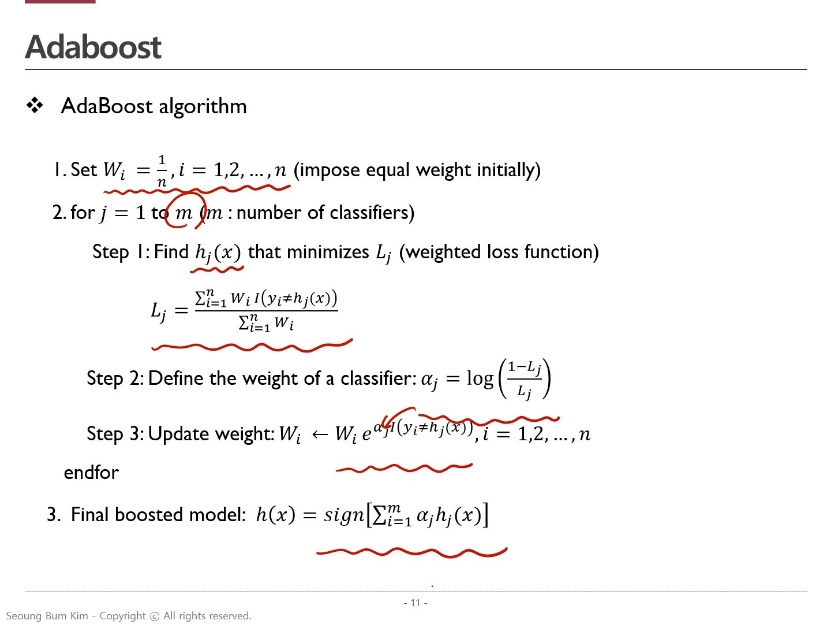 Adaboost
❖ AdaBoost algorithm
1. Set W_i = 1/n, i = 1,2, ..., n (impose equal weight initially)
2. for j = 1 to m (m : number of classifiers)
Step 1: Find h_j(x) that minimizes L_j (weighted loss function)
L_j = Σ_{i=1}^n W_i I(y_i≠h_j(x)) / Σ_{i=1}^n W_i
Step 2: Define the weight of a classifier: α_j = log((1−L_j)/L_j)
Step 3: Update weight: W_i ← W_i e^{α_j I(y_i≠h_j(x))}, i = 1,2, ..., n
endfor
3. Final boosted model: h(x) = sign[Σ_{i=1}^m α_j h_j(x)]
- 11 -
Seoung Bum Kim - Copyright ⓒ All rights reserved.